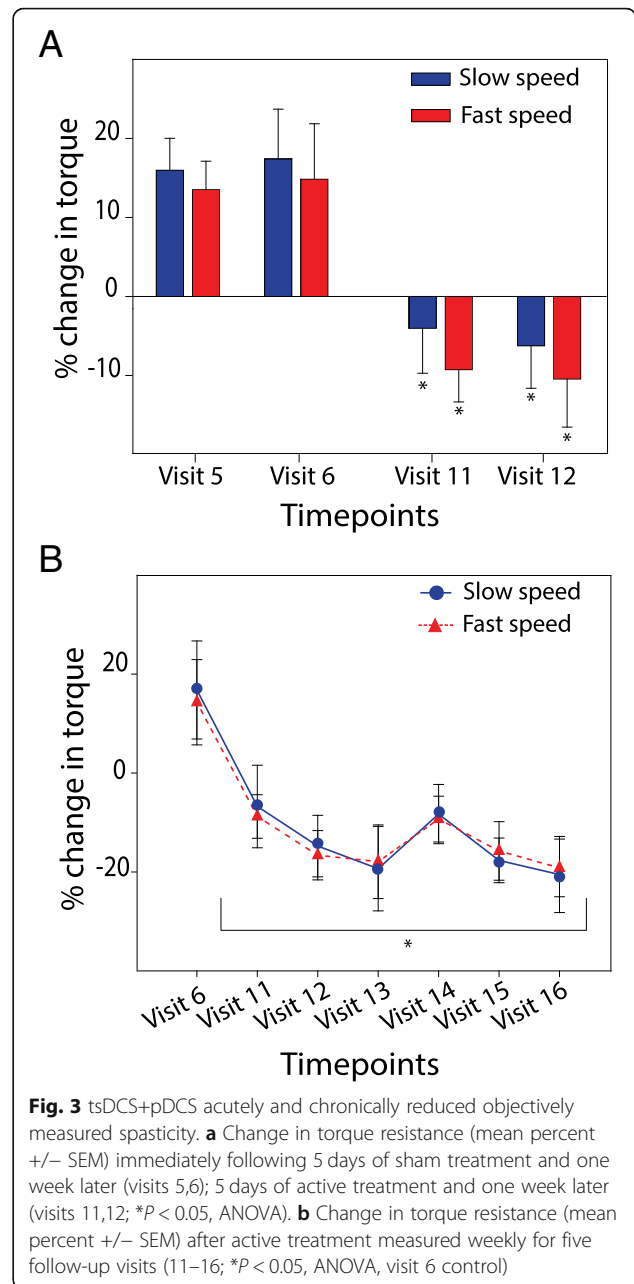 A
Slow speed
Fast speed
% change in torque
20
10
0
-10
*
*
*
*
Visit 5
Visit 6
Visit 11
Visit 12
Timepoints
B
Slow speed
Fast speed
% change in torque
20
0
-20
*
Visit 6
Visit 11
Visit 12
Visit 13
Visit 14
Visit 15
Visit 16
Timepoints
Fig. 3 tsDCS+pDCS acutely and chronically reduced objectively
measured spasticity. a Change in torque resistance (mean percent
+/− SEM) immediately following 5 days of sham treatment and one
week later (visits 5,6); 5 days of active treatment and one week later
(visits 11,12; *P < 0.05, ANOVA). b Change in torque resistance (mean
percent +/− SEM) after active treatment measured weekly for five
follow-up visits (11–16; *P < 0.05, ANOVA, visit 6 control)